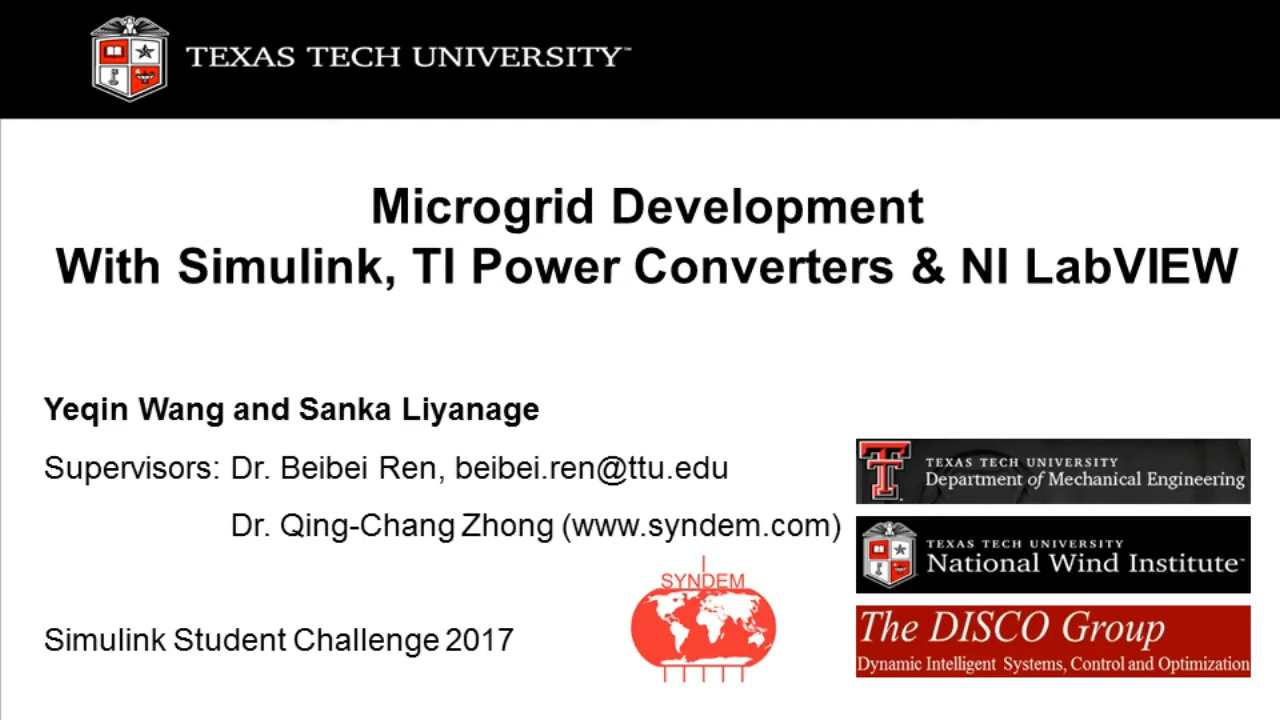 TEXAS TECH UNIVERSITY™
Microgrid Development
With Simulink, TI Power Converters & NI LabVIEW
Yeqin Wang and Sanka Liyanage
Supervisors: Dr. Beibei Ren, beibei.ren@ttu.edu
Dr. Qing-Chang Zhong (www.syndem.com)
SYNDEM
Simulink Student Challenge 2017
TEXAS TECH UNIVERSITY
Department of Mechanical Engineering
TEXAS TECH UNIVERSITY
National Wind Institute™
The DISCO Group
Dynamic Intelligent Systems, Control and Optimization